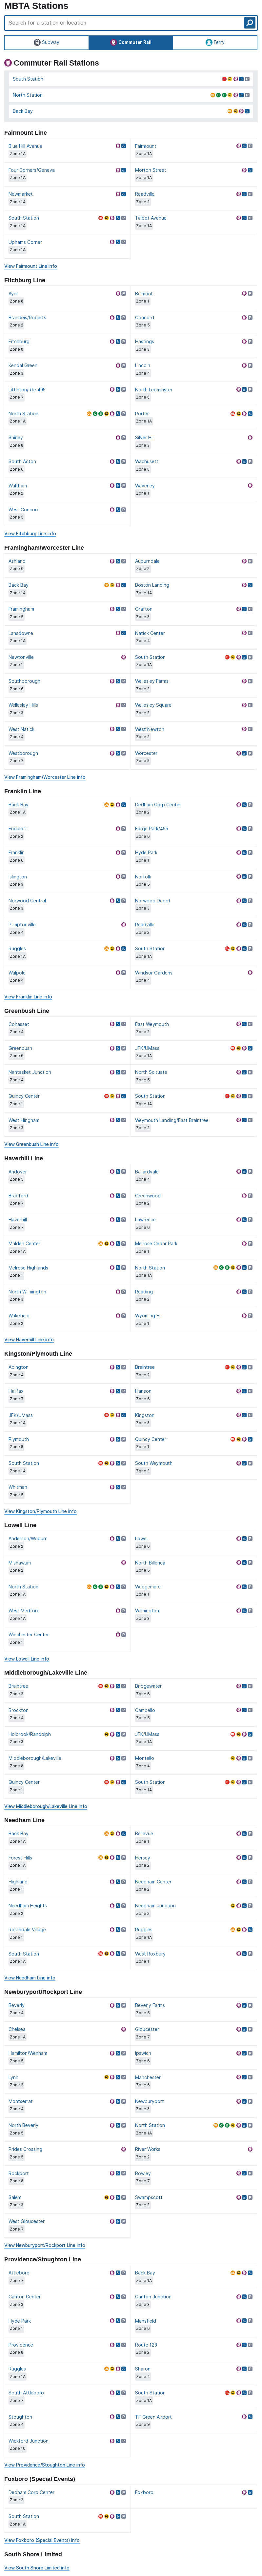 MBTA Stations
Search for a station or location
Subway
Commuter Rail
Ferry
Commuter Rail Stations
South Station
North Station
Back Bay
Fairmount Line
Blue Hill Avenue
Zone 1A
Fairmount
Zone 1A
Four Corners/Geneva
Zone 1A
Morton Street
Zone 1A
Newmarket
Zone 1A
Readville
Zone 2
South Station
Zone 1A
Talbot Avenue
Zone 1A
Uphams Corner
Zone 1A
View Fairmount Line info
Fitchburg Line
Ayer
Zone 8
Belmont
Zone 1
Brandeis/Roberts
Zone 2
Concord
Zone 5
Fitchburg
Zone 8
Hastings
Zone 3
Kendal Green
Zone 3
Lincoln
Zone 4
Littleton/Rte 495
Zone 7
North Leominster
Zone 8
North Station
Zone 1A
Porter
Zone 1A
Shirley
Zone 8
Silver Hill
Zone 3
South Acton
Zone 6
Wachusett
Zone 8
Waltham
Zone 2
Waverley
Zone 1
West Concord
Zone 5
View Fitchburg Line info
Framingham/Worcester Line
Ashland
Zone 6
Auburndale
Zone 2
Back Bay
Zone 1A
Boston Landing
Zone 1A
Framingham
Zone 5
Grafton
Zone 8
Lansdowne
Zone 1A
Natick Center
Zone 4
Newtonville
Zone 1
South Station
Zone 1A
Southborough
Zone 6
Wellesley Farms
Zone 3
Wellesley Hills
Zone 3
Wellesley Square
Zone 3
West Natick
Zone 4
West Newton
Zone 2
Westborough
Zone 7
Worcester
Zone 8
View Framingham/Worcester Line info
Franklin Line
Back Bay
Zone 1A
Dedham Corp Center
Zone 2
Endicott
Zone 2
Forge Park/495
Zone 6
Franklin
Zone 6
Hyde Park
Zone 1
Islington
Zone 3
Norfolk
Zone 5
Norwood Central
Zone 3
Norwood Depot
Zone 3
Plimptonville
Zone 4
Readville
Zone 2
Ruggles
Zone 1A
South Station
Zone 1A
Walpole
Zone 4
Windsor Gardens
Zone 4
View Franklin Line info
Greenbush Line
Cohasset
Zone 4
East Weymouth
Zone 2
Greenbush
Zone 6
JFK/UMass
Zone 1A
Nantasket Junction
Zone 4
North Scituate
Zone 5
Quincy Center
Zone 1
South Station
Zone 1A
West Hingham
Zone 3
Weymouth Landing/East Braintree
Zone 2
View Greenbush Line info
Haverhill Line
Andover
Zone 5
Ballardvale
Zone 4
Bradford
Zone 7
Greenwood
Zone 2
Haverhill
Zone 7
Lawrence
Zone 6
Malden Center
Zone 1A
Melrose Cedar Park
Zone 1
Melrose Highlands
Zone 1
North Station
Zone 1A
North Wilmington
Zone 3
Reading
Zone 2
Wakefield
Zone 2
Wyoming Hill
Zone 1
View Haverhill Line info
Kingston/Plymouth Line
Abington
Zone 4
Braintree
Zone 2
Halifax
Zone 7
Hanson
Zone 6
JFK/UMass
Zone 1A
Kingston
Zone 8
Plymouth
Zone 8
Quincy Center
Zone 1
South Station
Zone 1A
South Weymouth
Zone 3
Whitman
Zone 5
View Kingston/Plymouth Line info
Lowell Line
Anderson/Woburn
Zone 2
Lowell
Zone 6
Mishawum
Zone 2
North Billerica
Zone 5
North Station
Zone 1A
Wedgemere
Zone 1
West Medford
Zone 1A
Wilmington
Zone 3
Winchester Center
Zone 1
View Lowell Line info
Middleborough/Lakeville Line
Braintree
Zone 2
Bridgewater
Zone 6
Brockton
Zone 4
Campello
Zone 5
Holbrook/Randolph
Zone 3
JFK/UMass
Zone 1A
Middleborough/Lakeville
Zone 8
Montello
Zone 4
Quincy Center
Zone 1
South Station
Zone 1A
View Middleborough/Lakeville Line info
Needham Line
Back Bay
Zone 1A
Bellevue
Zone 1
Forest Hills
Zone 1A
Hersey
Zone 2
Highland
Zone 1
Needham Center
Zone 2
Needham Heights
Zone 2
Needham Junction
Zone 2
Roslindale Village
Zone 1
Ruggles
Zone 1A
South Station
Zone 1A
West Roxbury
Zone 1
View Needham Line info
Newburyport/Rockport Line
Beverly
Zone 4
Beverly Farms
Zone 5
Chelsea
Zone 1A
Gloucester
Zone 7
Hamilton/Wenham
Zone 5
Ipswich
Zone 6
Lynn
Zone 2
Manchester
Zone 6
Montserrat
Zone 4
Newburyport
Zone 8
North Beverly
Zone 5
North Station
Zone 1A
Prides Crossing
Zone 5
River Works
Zone 2
Rockport
Zone 8
Rowley
Zone 7
Salem
Zone 3
Swampscott
Zone 3
West Gloucester
Zone 7
View Newburyport/Rockport Line info
Providence/Stoughton Line
Attleboro
Zone 7
Back Bay
Zone 1A
Canton Center
Zone 3
Canton Junction
Zone 3
Hyde Park
Zone 1
Mansfield
Zone 6
Providence
Zone 8
Route 128
Zone 2
Ruggles
Zone 1A
Sharon
Zone 4
South Attleboro
Zone 7
South Station
Zone 1A
Stoughton
Zone 4
TF Green Airport
Zone 9
Wickford Junction
Zone 10
View Providence/Stoughton Line info
Foxboro (Special Events)
Dedham Corp Center
Zone 2
Foxboro
South Station
Zone 1A
View Foxboro (Special Events) info
South Shore Limited
View South Shore Limited info